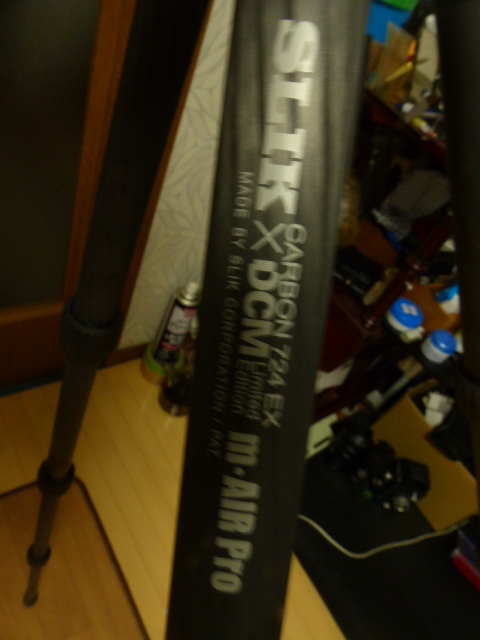 SLIK CARBON 724 EX
× DCM Limited Edition m·AIR Pro
MADE BY SLIK CORPORATION / PAT.